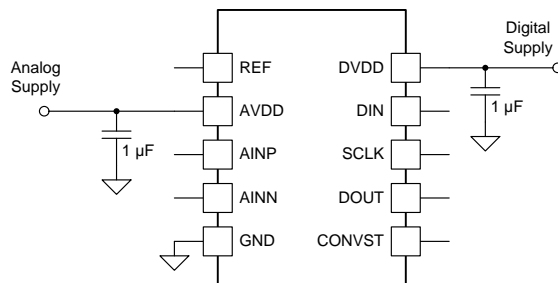 Analog
Supply
1 µF
REF
AVDD
AINP
AINN
GND
DVDD
DIN
SCLK
DOUT
CONVST
Digital
Supply
1 µF